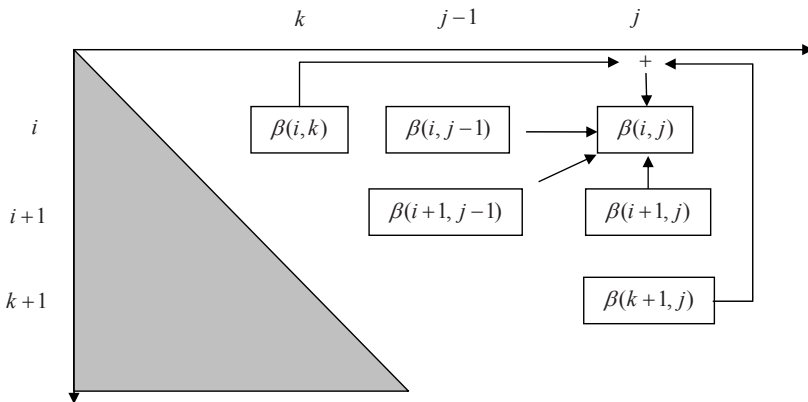 k j−1 j
+
i β(i,k) β(i,j−1) β(i,j)
i+1 β(i+1,j−1) β(i+1,j)
k+1 β(k+1,j)